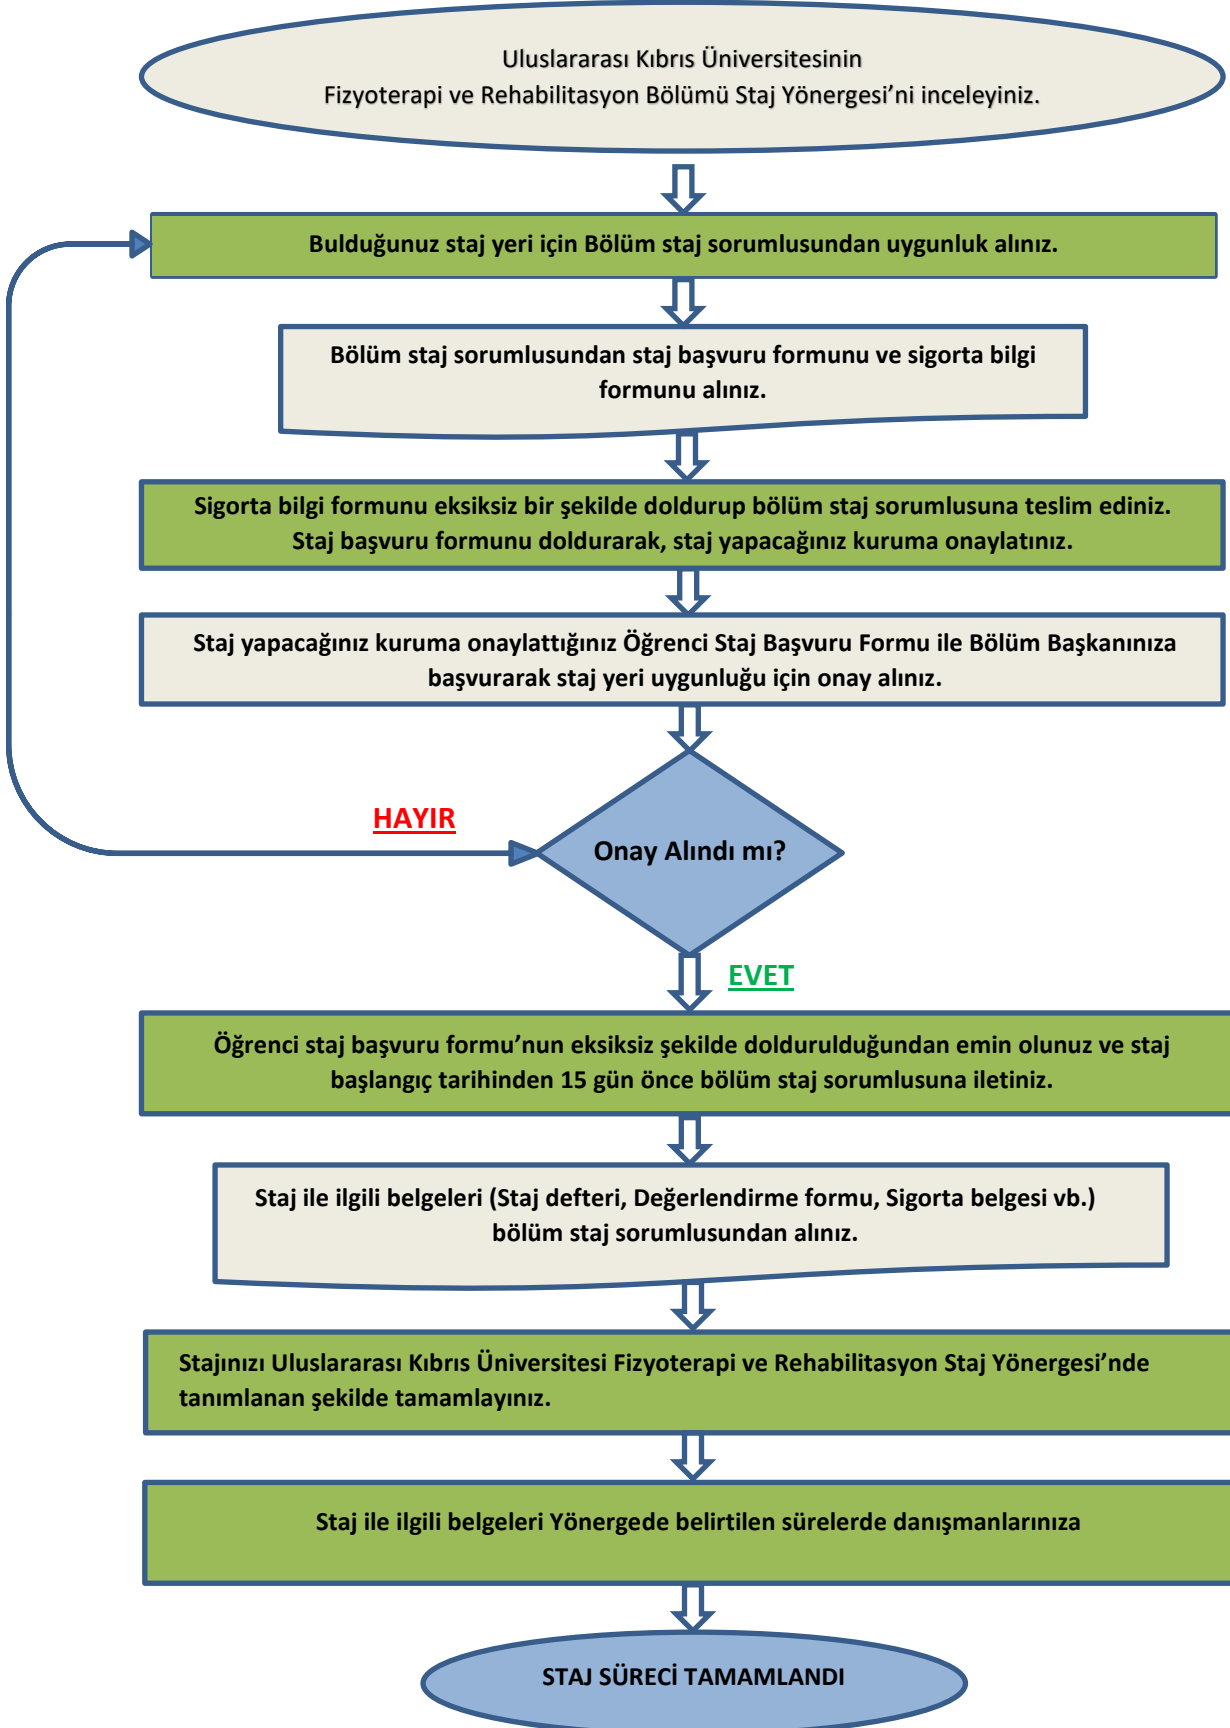 Uluslararası Kıbrıs Üniversitesinin
Fizyoterapi ve Rehabilitasyon Bölümü Staj Yönergesi’ni inceleyiniz.
Bulduğunuz staj yeri için Bölüm staj sorumlusundan uygunluk alınız.
Bölüm staj sorumlusundan staj başvuru formunu ve sigorta bilgi
formunu alınız.
Sigorta bilgi formunu eksiksiz bir şekilde doldurup bölüm staj sorumlusuna teslim ediniz.
Staj başvuru formunu doldurarak, staj yapacağınız kuruma onaylatınız.
Staj yapacağınız kuruma onaylattığınız Öğrenci Staj Başvuru Formu ile Bölüm Başkanınıza
başvurarak staj yeri uygunluğu için onay alınız.
HAYIR
Onay Alındı mı?
EVET
Öğrenci staj başvuru formu’nun eksiksiz şekilde doldurulduğundan emin olunuz ve staj
başlangıç tarihinden 15 gün önce bölüm staj sorumlusuna iletiniz.
Staj ile ilgili belgeleri (Staj defteri, Değerlendirme formu, Sigorta belgesi vb.)
bölüm staj sorumlusundan alınız.
Stajınızı Uluslararası Kıbrıs Üniversitesi Fizyoterapi ve Rehabilitasyon Staj Yönergesi’nde
tanımlanan şekilde tamamlayınız.
Staj ile ilgili belgeleri Yönergede belirtilen sürelerde danışmanlarınıza
STAJ SÜRECİ TAMAMLANDI